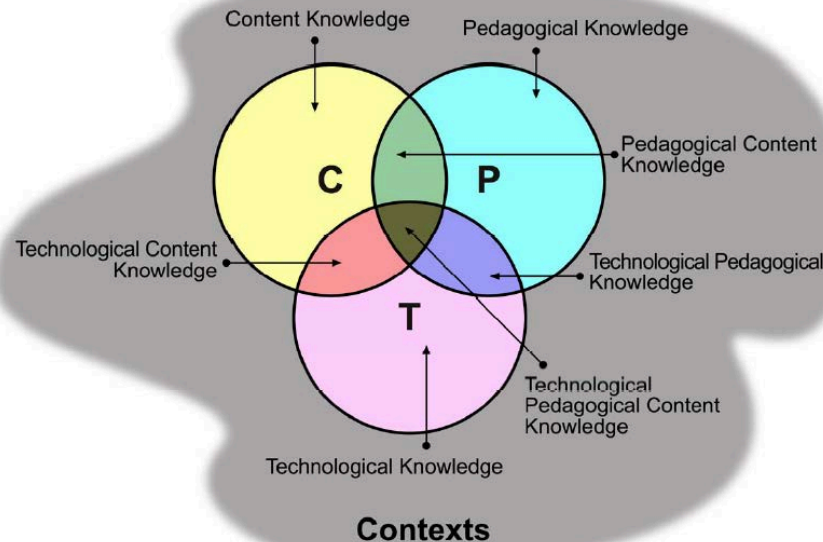 Content Knowledge
Pedagogical Knowledge
Pedagogical Content
Knowledge
C
P
Technological Content
Knowledge
Technological Pedagogical
Knowledge
T
Technological
Pedagogical Content
Knowledge
Technological Knowledge
Contexts